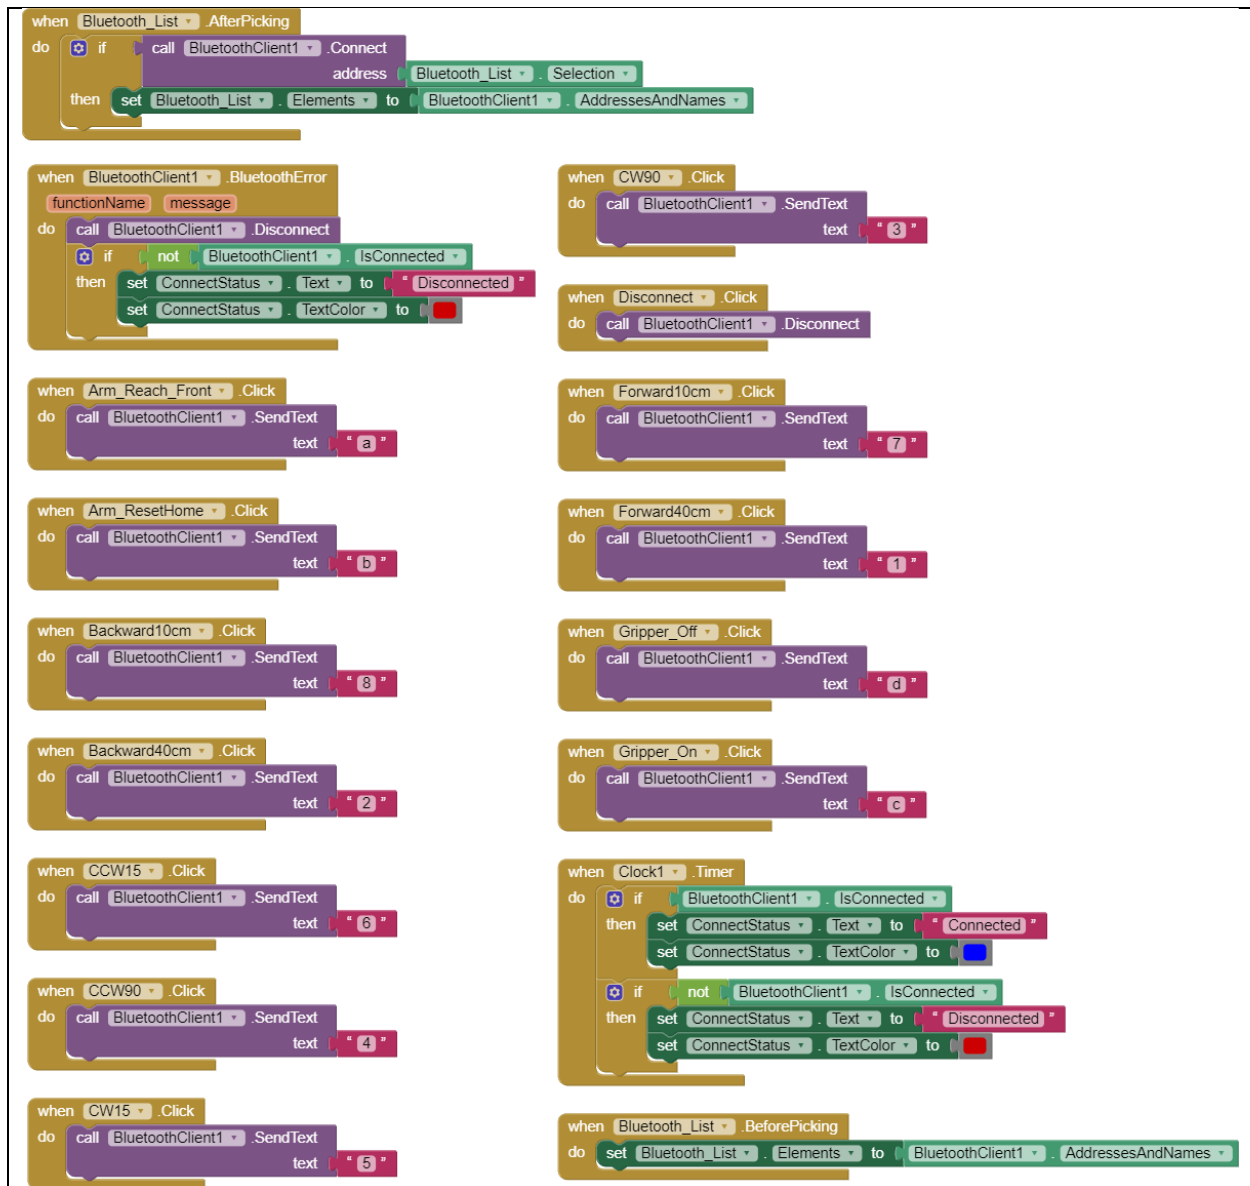 when Bluetooth_List .AfterPicking
do if call BluetoothClient1 .Connect
address Bluetooth_List . Selection
then set Bluetooth_List . Elements to BluetoothClient1 . AddressesAndNames
when BluetoothClient1 .BluetoothError
functionName message
do call BluetoothClient1 .Disconnect
if not BluetoothClient1 . IsConnected
then set ConnectStatus . Text to " Disconnected "
set ConnectStatus . TextColor to
when Arm_Reach_Front .Click
do call BluetoothClient1 .SendText
text " a "
when Arm_ResetHome .Click
do call BluetoothClient1 .SendText
text " b "
when Backward10cm .Click
do call BluetoothClient1 .SendText
text " 8 "
when Backward40cm .Click
do call BluetoothClient1 .SendText
text " 2 "
when CCW15 .Click
do call BluetoothClient1 .SendText
text " 6 "
when CCW90 .Click
do call BluetoothClient1 .SendText
text " 4 "
when CW15 .Click
do call BluetoothClient1 .SendText
text " 5 "
when CW90 .Click
do call BluetoothClient1 .SendText
text " 3 "
when Disconnect .Click
do call BluetoothClient1 .Disconnect
when Forward10cm .Click
do call BluetoothClient1 .SendText
text " 7 "
when Forward40cm .Click
do call BluetoothClient1 .SendText
text " 1 "
when Gripper_Off .Click
do call BluetoothClient1 .SendText
text " d "
when Gripper_On .Click
do call BluetoothClient1 .SendText
text " c "
when Clock1 .Timer
do if BluetoothClient1 . IsConnected
then set ConnectStatus . Text to " Connected "
set ConnectStatus . TextColor to
if not BluetoothClient1 . IsConnected
then set ConnectStatus . Text to " Disconnected "
set ConnectStatus . TextColor to
when Bluetooth_List .BeforePicking
do set Bluetooth_List . Elements to BluetoothClient1 . AddressesAndNames